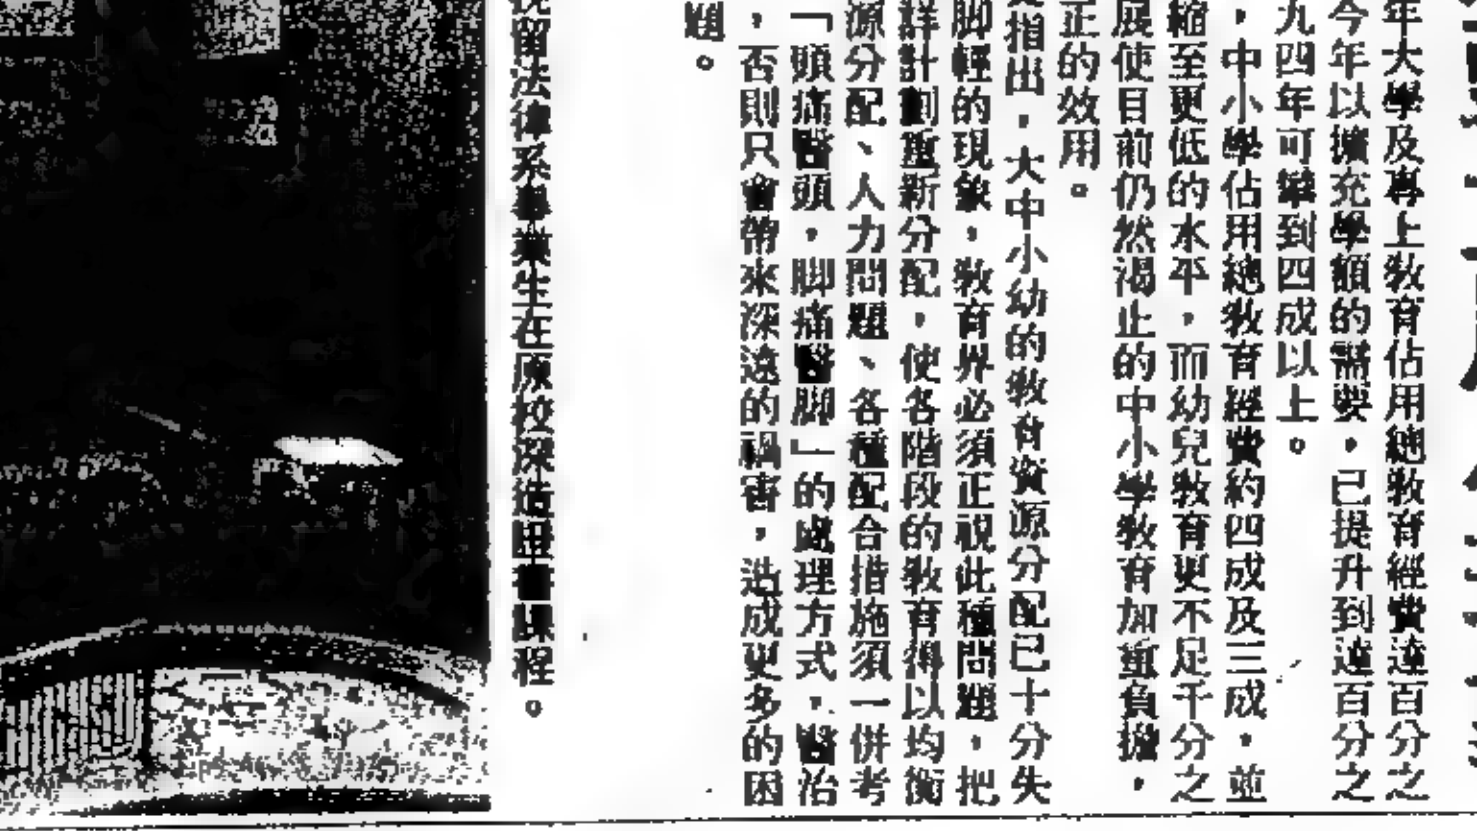 年大學及專上教育佔用總教育經費達百分之
今年以擴充學額的需要，已提升到達百分之
九四年可攀到四成以上。
，中小學佔用總教育經費約四成及三成，並
縮至更低的水平，而幼兒教育更不足千分之
展使目前仍然渴止的中小學教育加重負擔，
正的效用。
指出，大中小幼的教育資源分配已十分失
脚輕的現象，教育界必須正視此種問題，把
詳計劃重新分配，使各階段的教育得以均衡
源分配、人力問題、各種配合措施須一併考
「頭痛醫頭，脚痛醫脚」的處理方式，醫治
，否則只會帶來深遠的禍害，造成更多的困
題。
留法律系畢業生在原校深造證書課程。